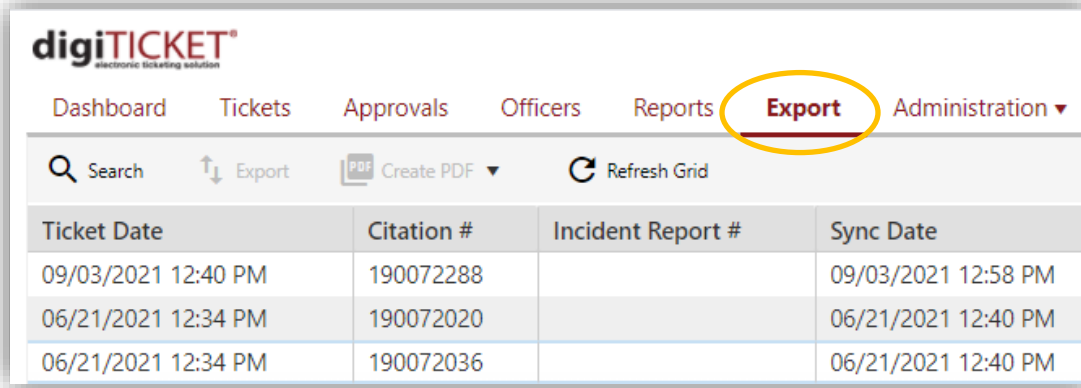 digiTICKET®
electronic ticketing solution
Dashboard Tickets Approvals Officers Reports Export Administration ▾
Search Export PDF Create PDF ▾ Refresh Grid
Ticket Date Citation # Incident Report # Sync Date
09/03/2021 12:40 PM 190072288 09/03/2021 12:58 PM
06/21/2021 12:34 PM 190072020 06/21/2021 12:40 PM
06/21/2021 12:34 PM 190072036 06/21/2021 12:40 PM